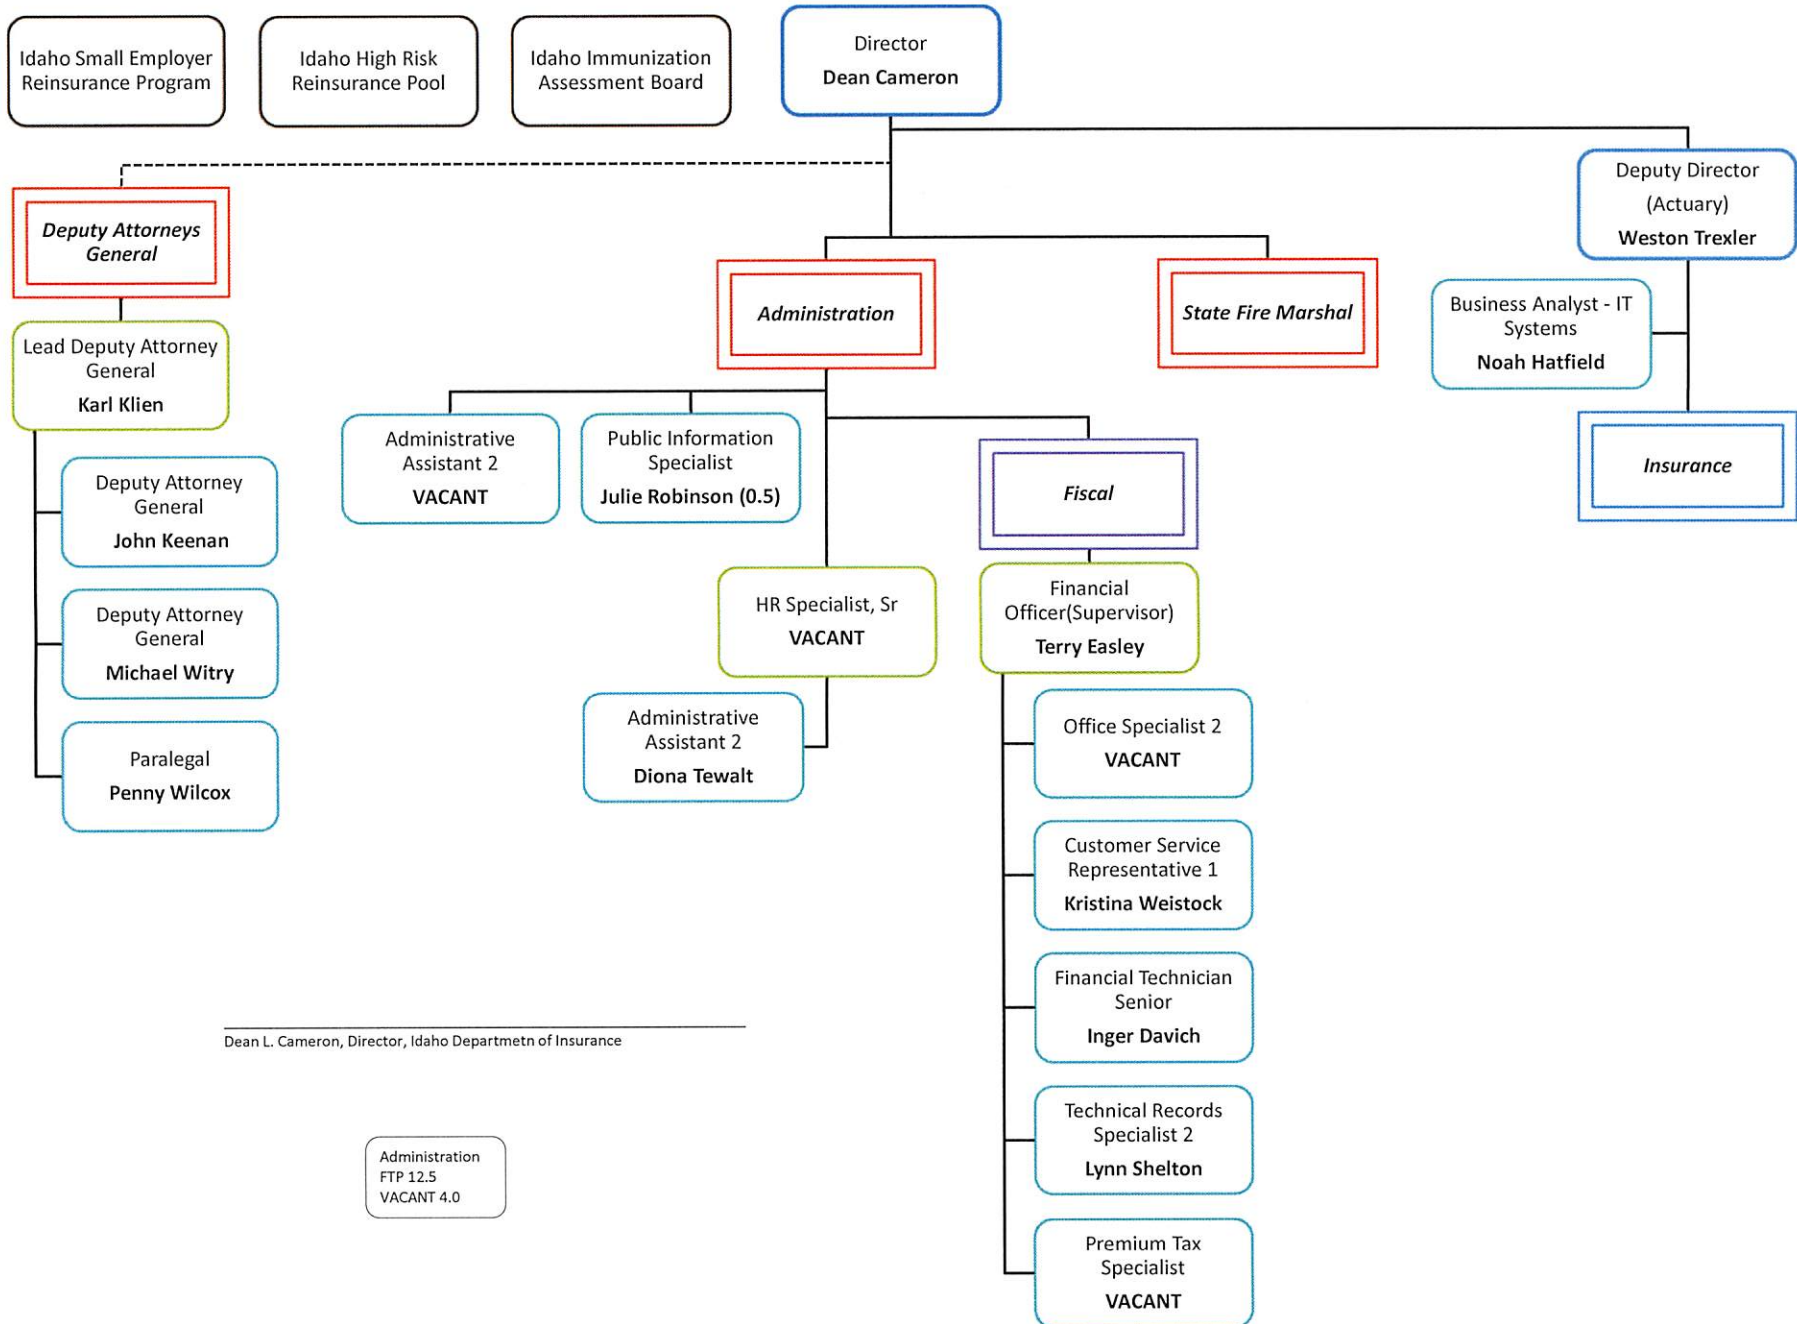 Idaho Small Employer
Reinsurance Program
Idaho High Risk
Reinsurance Pool
Idaho Immunization
Assessment Board
Director
Dean Cameron
Deputy Director
(Actuary)
Weston Trexler
Deputy Attorneys
General
Administration
State Fire Marshal
Business Analyst - IT
Systems
Noah Hatfield
Insurance
Lead Deputy Attorney
General
Karl Klien
Deputy Attorney
General
John Keenan
Deputy Attorney
General
Michael Witry
Paralegal
Penny Wilcox
Administrative
Assistant 2
VACANT
Public Information
Specialist
Julie Robinson (0.5)
Fiscal
HR Specialist, Sr
VACANT
Administrative
Assistant 2
Diona Tewalt
Financial
Officer(Supervisor)
Terry Easley
Office Specialist 2
VACANT
Customer Service
Representative 1
Kristina Weistock
Financial Technician
Senior
Inger Davich
Technical Records
Specialist 2
Lynn Shelton
Premium Tax
Specialist
VACANT
Dean L. Cameron, Director, Idaho Departmetn of Insurance
Administration
FTP 12.5
VACANT 4.0